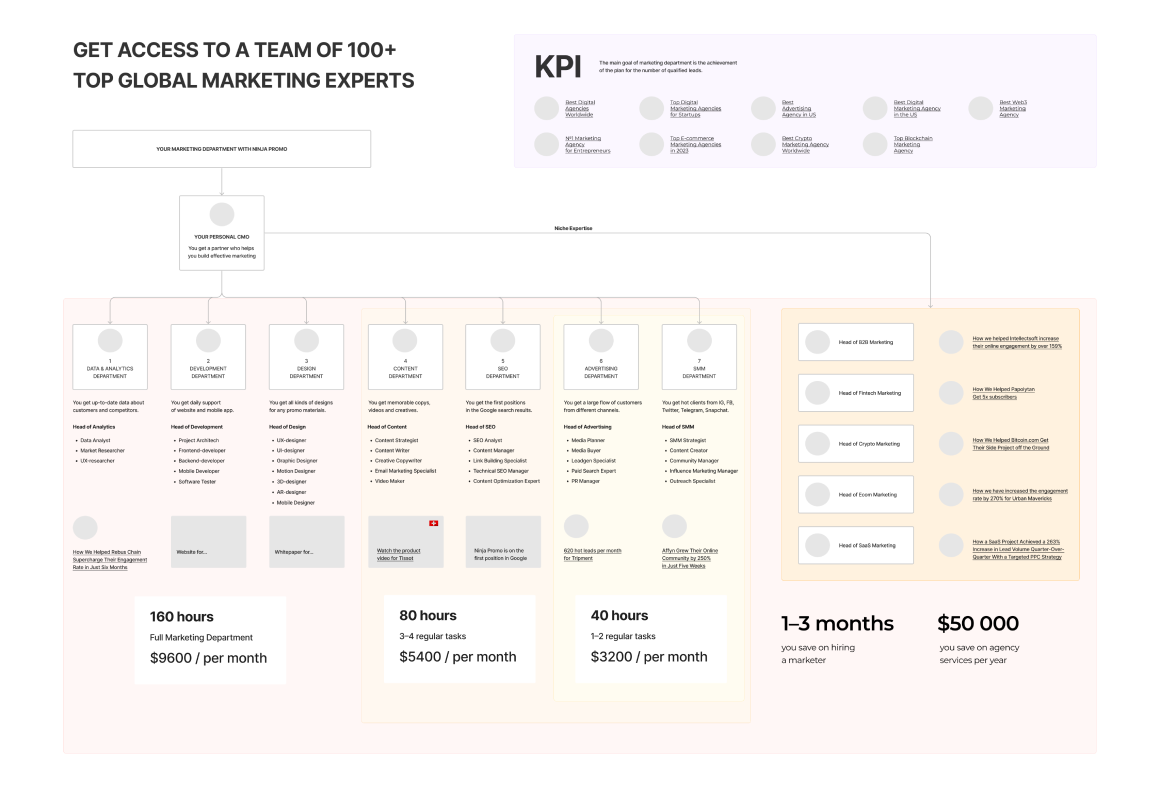 GET ACCESS TO A TEAM OF 100+
TOP GLOBAL MARKETING EXPERTS
KPI
The main goal of marketing department is the achievement
of the plan for the number of qualified leads.
Best Digital
Agencies
Worldwide
Top Digital
Marketing Agencies
for Startups
Best
Advertising
Agency in US
Best Digital
Marketing Agency
in the US
Best Web3
Marketing
Agency
Nº1 Marketing
Agency
for Entrepreneurs
Top E-commerce
Marketing Agencies
in 2023
Best Crypto
Marketing Agency
Worldwide
Top Blockchain
Marketing
Agency
YOUR MARKETING DEPARTMENT WITH NINJA PROMO
YOUR PERSONAL CMO
You get a partner who helps
you build effective marketing
Niche Expertise
1
DATA & ANALYTICS
DEPARTMENT
You get up-to-date data about
customers and competitors.
Head of Analytics
• Data Analyst
• Market Researcher
• UX-researcher
How We Helped Rebus Chain
Supercharge Their Engagement
Rate in Just Six Months
2
DEVELOPMENT
DEPARTMENT
You get daily support
of website and mobile app.
Head of Development
• Project Architech
• Frontend-developer
• Backend-developer
• Mobile Developer
• Software Tester
Website for...
3
DESIGN
DEPARTMENT
You get all kinds of designs
for any promo materials.
Head of Design
• UX-designer
• UI-designer
• Graphic Designer
• Motion Designer
• 3D-designer
• AR-designer
• Mobile Designer
Whitepaper for...
4
CONTENT
DEPARTMENT
You get memorable copys,
videos and creatives.
Head of Content
• Content Strategist
• Content Writer
• Creative Copywriter
• Email Marketing Specialist
• Video Maker
Watch the product
video for Tissot
5
SEO
DEPARTMENT
You get the first positions
in the Google search results.
Head of SEO
• SEO Analyst
• Content Manager
• Link Building Specialist
• Technical SEO Manager
• Content Optimization Expert
Ninja Promo is on the
first position in Google
6
ADVERTISING
DEPARTMENT
You get a large flow of customers
from different channels.
Head of Advertising
• Media Planner
• Media Buyer
• Leadgen Specialist
• Paid Search Expert
• PR Manager
620 hot leads per month
for Tripment
7
SMM
DEPARTMENT
You get hot clients from IG, FB,
Twitter, Telegram, Snapchat.
Head of SMM
• SMM Strategist
• Content Creator
• Community Manager
• Influence Marketing Manager
• Outreach Specialist
Affyn Grew Their Online
Community by 250%
in Just Five Weeks
Head of B2B Marketing
How we helped Intellectsoft increase
their online engagement by over 159%
Head of Fintech Marketing
How We Helped Papolytan
Get 5x subscribers
Head of Crypto Marketing
How We Helped Bitcoin.com Get
Their Side Project off the Ground
Head of Ecom Marketing
How we have increased the engagement
rate by 270% for Urban Mavericks
Head of SaaS Marketing
How a SaaS Project Achieved a 263%
Increase in Lead Volume Quarter-Over-
Quarter With a Targeted PPC Strategy
160 hours
Full Marketing Department
$9600 / per month
80 hours
3–4 regular tasks
$5400 / per month
40 hours
1–2 regular tasks
$3200 / per month
1–3 months
you save on hiring
a marketer
$50 000
you save on agency
services per year